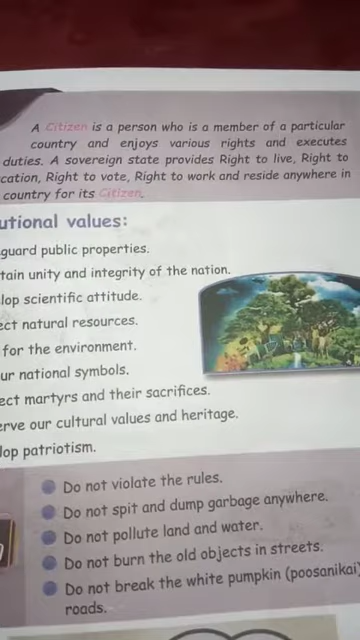 A Citizen is a person who is a member of a particular
country and enjoys various rights and executes
duties. A sovereign state provides Right to live, Right to
cation, Right to vote, Right to work and reside anywhere in
country for its Citizen.
utional values:
guard public properties.
tain unity and integrity of the nation.
lop scientific attitude.
ect natural resources.
for the environment.
ur national symbols.
ect martyrs and their sacrifices.
erve our cultural values and heritage.
lop patriotism.
Do not violate the rules.
Do not spit and dump garbage anywhere.
Do not pollute land and water.
Do not burn the old objects in streets.
Do not break the white pumpkin (poosanikai)
roads.